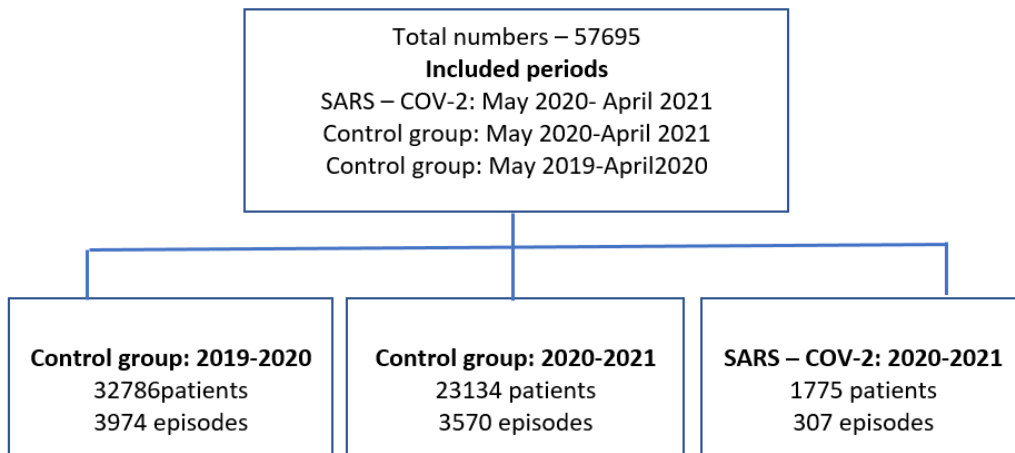 Total numbers – 57695
Included periods
SARS – COV-2: May 2020- April 2021
Control group: May 2020-April 2021
Control group: May 2019-April2020
Control group: 2019-2020
32786patients
3974 episodes
Control group: 2020-2021
23134 patients
3570 episodes
SARS – COV-2: 2020-2021
1775 patients
307 episodes